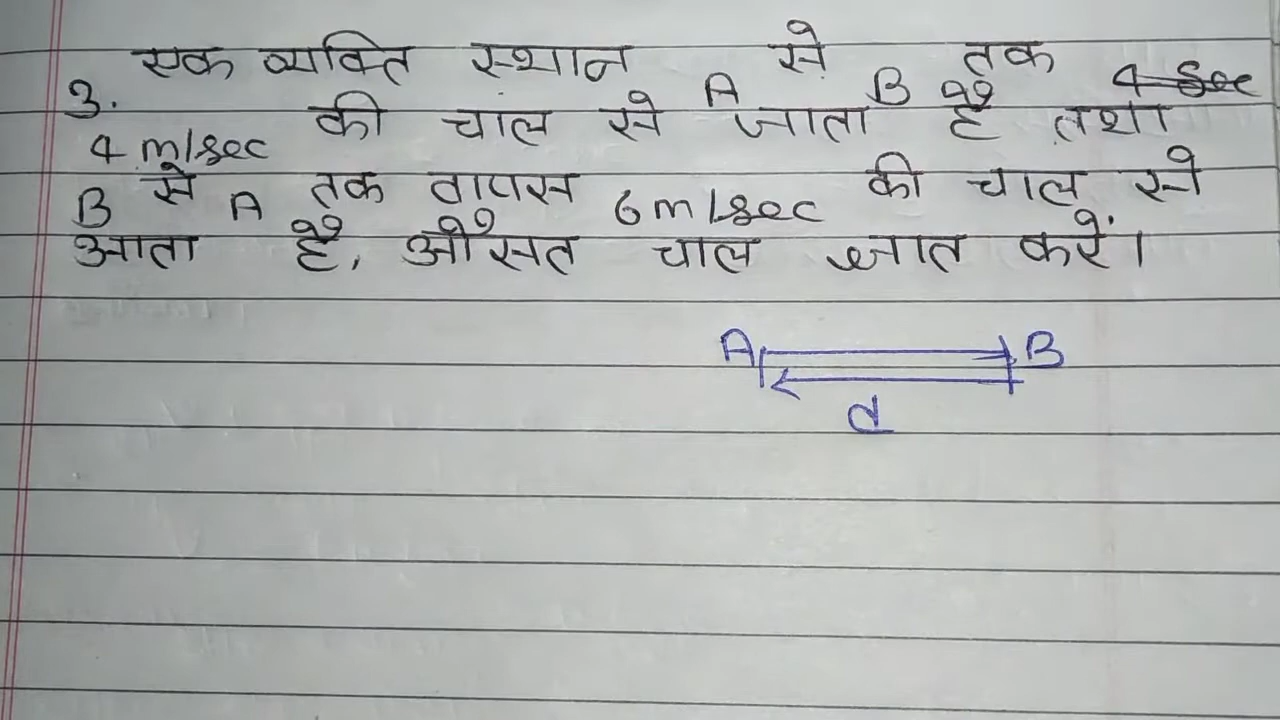 3. एक व्यक्ति स्थान A से B तक 4 Sec
4 m/sec की चाल से जाता है तथा
B से A तक वापस 6 m/sec की चाल से
आता है, औसत चाल ज्ञात करें।
A B
d